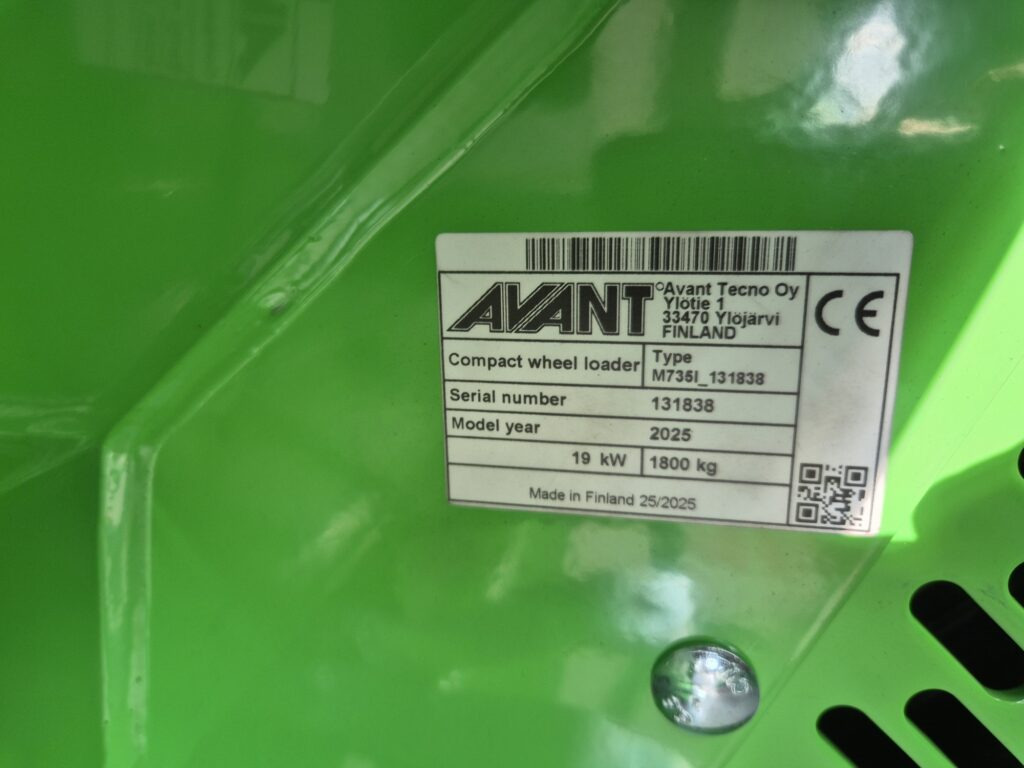 AVANT
Avant Tecno Oy
Ylötie 1
33470 Ylöjärvi
FINLAND
CE
Compact wheel loader
Type
M735I_131838
Serial number 131838
Model year 2025
19 kW 1800 kg
Made in Finland 25/2025